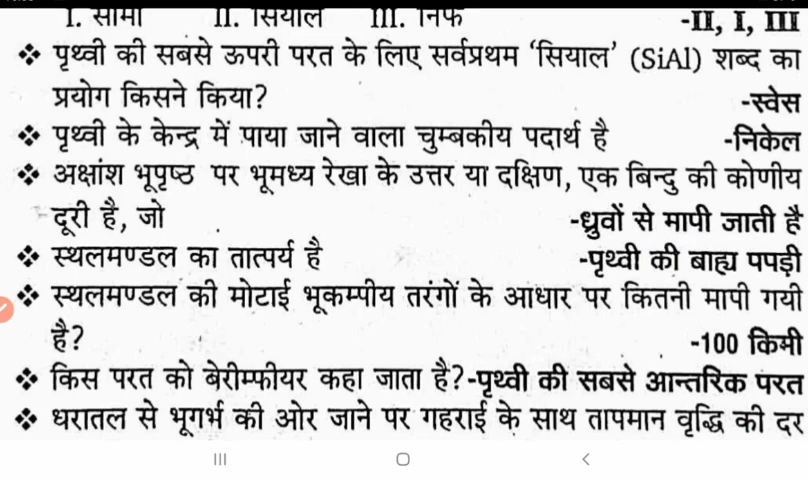 I. सीमा II. सियाल III. निफे -II, I, III
❖ पृथ्वी की सबसे ऊपरी परत के लिए सर्वप्रथम ‘सियाल’ (SiAl) शब्द का
प्रयोग किसने किया? -स्वेस
❖ पृथ्वी के केन्द्र में पाया जाने वाला चुम्बकीय पदार्थ है -निकेल
❖ अक्षांश भूपृष्ठ पर भूमध्य रेखा के उत्तर या दक्षिण, एक बिन्दु की कोणीय
दूरी है, जो -ध्रुवों से मापी जाती है
❖ स्थलमण्डल का तात्पर्य है -पृथ्वी की बाह्य पपड़ी
❖ स्थलमण्डल की मोटाई भूकम्पीय तरंगों के आधार पर कितनी मापी गयी
है? -100 किमी
❖ किस परत को बेरीम्फीयर कहा जाता है?-पृथ्वी की सबसे आन्तरिक परत
❖ धरातल से भूगर्भ की ओर जाने पर गहराई के साथ तापमान वृद्धि की दर